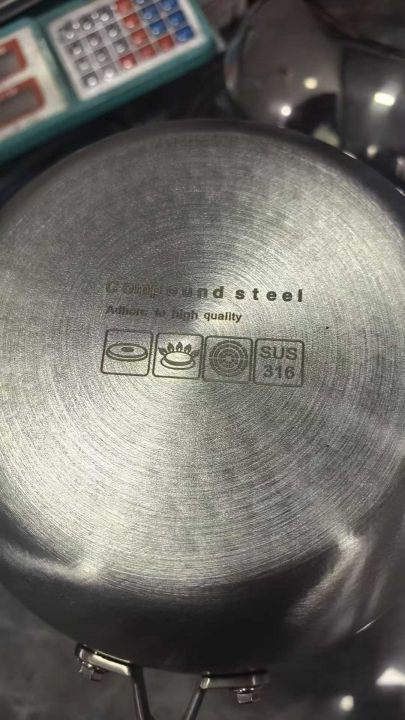 Compound steel
Adhere to high quality
SUS
316